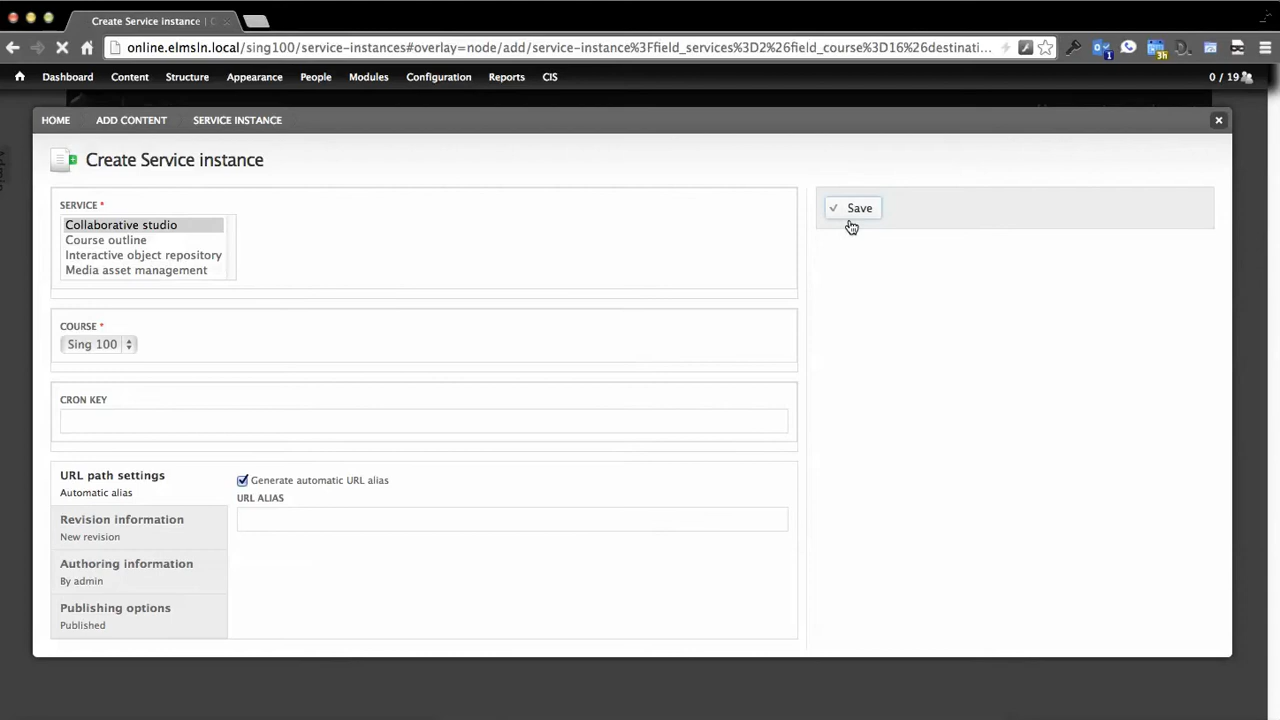 Create Service instance | C
online.elmsln.local/sing100/service-instances#overlay=node/add/service-instance%3Ffield_services%3D2%26field_course%3D16%26destinati...
1
3h
Dashboard Content Structure Appearance People Modules Configuration Reports CIS 0 / 19
HOME ADD CONTENT SERVICE INSTANCE
Create Service instance
SERVICE *
Save
Collaborative studio
Course outline
Interactive object repository
Media asset management
COURSE *
Sing 100
CRON KEY
URL path settings
Automatic alias
Generate automatic URL alias
URL ALIAS
Revision information
New revision
Authoring information
By admin
Publishing options
Published